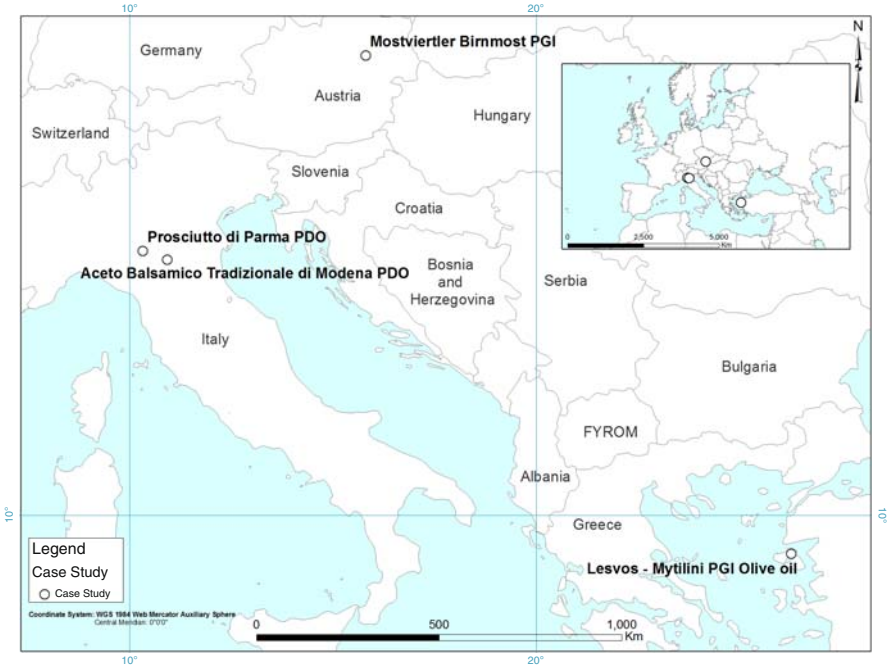 10°
20°
N
Mostviertler Birnmost PGI
Germany
Austria
Hungary
Switzerland
Slovenia
Croatia
0
2,500
5,000
Km
Prosciutto di Parma PDO
Aceto Balsamico Tradizionale di Modena PDO
Bosnia
and
Herzegovina
Serbia
Italy
Bulgaria
FYROM
Albania
10°
10°
Greece
Lesvos - Mytilini PGI Olive oil
Legend
Case Study
Case Study
Coordinate System: WGS 1984 Web Mercator Auxiliary Sphere
Central Meridian: 0°0'0"
0
500
1,000
Km
10°
20°